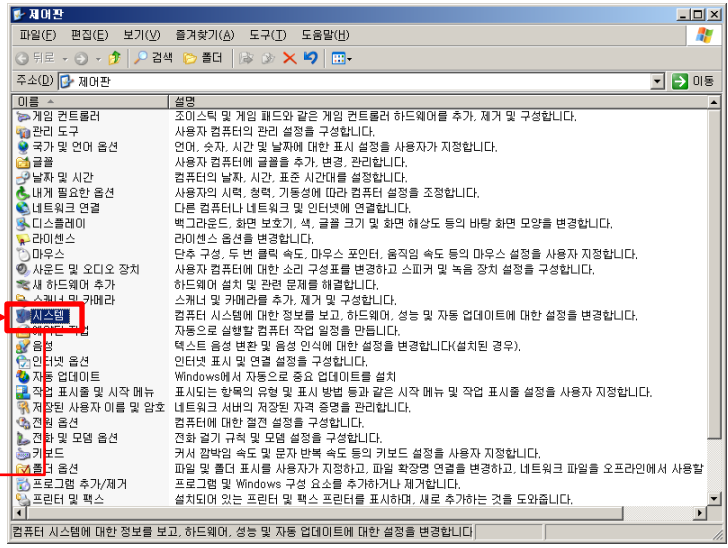 제어판
파일(F) 편집(E) 보기(V) 즐겨찾기(A) 도구(T) 도움말(H)
뒤로 검색 폴더
주소(D) 제어판 이동
이름 설명
게임 컨트롤러 조이스틱 및 게임 패드와 같은 게임 컨트롤러 하드웨어를 추가, 제거 및 구성합니다.
관리 도구 사용자 컴퓨터의 관리 설정을 구성합니다.
국가 및 언어 옵션 언어, 숫자, 시간 및 날짜에 대한 표시 설정을 사용자가 지정합니다.
글꼴 사용자 컴퓨터에 글꼴을 추가, 변경, 관리합니다.
날짜 및 시간 컴퓨터의 날짜, 시간, 표준 시간대를 설정합니다.
내게 필요한 옵션 사용자의 시력, 청력, 기동성에 따라 컴퓨터 설정을 조정합니다.
네트워크 연결 다른 컴퓨터나 네트워크 및 인터넷에 연결합니다.
디스플레이 백그라운드, 화면 보호기, 색, 글꼴 크기 및 화면 해상도 등의 바탕 화면 모양을 변경합니다.
라이센스 라이센스 옵션을 변경합니다.
마우스 단추 구성, 두 번 클릭 속도, 마우스 포인터, 움직임 속도 등의 마우스 설정을 사용자 지정합니다.
사운드 및 오디오 장치 사용자 컴퓨터에 대한 소리 구성표를 변경하고 스피커 및 녹음 장치 설정을 구성합니다.
새 하드웨어 추가 하드웨어 설치 및 관련 문제를 해결합니다.
스캐너 및 카메라 스캐너 및 카메라를 추가, 제거 및 구성합니다.
시스템 컴퓨터 시스템에 대한 정보를 보고, 하드웨어, 성능 및 자동 업데이트에 대한 설정을 변경합니다.
예약된 작업 자동으로 실행할 컴퓨터 작업 일정을 만듭니다.
음성 텍스트 음성 변환 및 음성 인식에 대한 설정을 변경합니다(설치된 경우).
인터넷 옵션 인터넷 표시 및 연결 설정을 구성합니다.
자동 업데이트 Windows에서 자동으로 중요 업데이트를 설치
작업 표시줄 및 시작 메뉴 표시되는 항목의 유형 및 표시 방법 등과 같은 시작 메뉴 및 작업 표시줄 설정을 사용자 지정합니다.
저장된 사용자 이름 및 암호 네트워크 서버의 저장된 자격 증명을 관리합니다.
전원 옵션 컴퓨터에 대한 절전 설정을 구성합니다.
전화 및 모뎀 옵션 전화 걸기 규칙 및 모뎀 설정을 구성합니다.
키보드 커서 깜박임 속도 및 문자 반복 속도 등의 키보드 설정을 사용자 지정합니다.
폴더 옵션 파일 및 폴더 표시를 사용자가 지정하고, 파일 확장명 연결을 변경하고, 네트워크 파일을 오프라인에서 사용할
프로그램 추가/제거 프로그램 및 Windows 구성 요소를 추가하거나 제거합니다.
프린터 및 팩스 설치되어 있는 프린터 및 팩스 프린터를 표시하며, 새로 추가하는 것을 도와줍니다.
컴퓨터 시스템에 대한 정보를 보고, 하드웨어, 성능 및 자동 업데이트에 대한 설정을 변경합니다